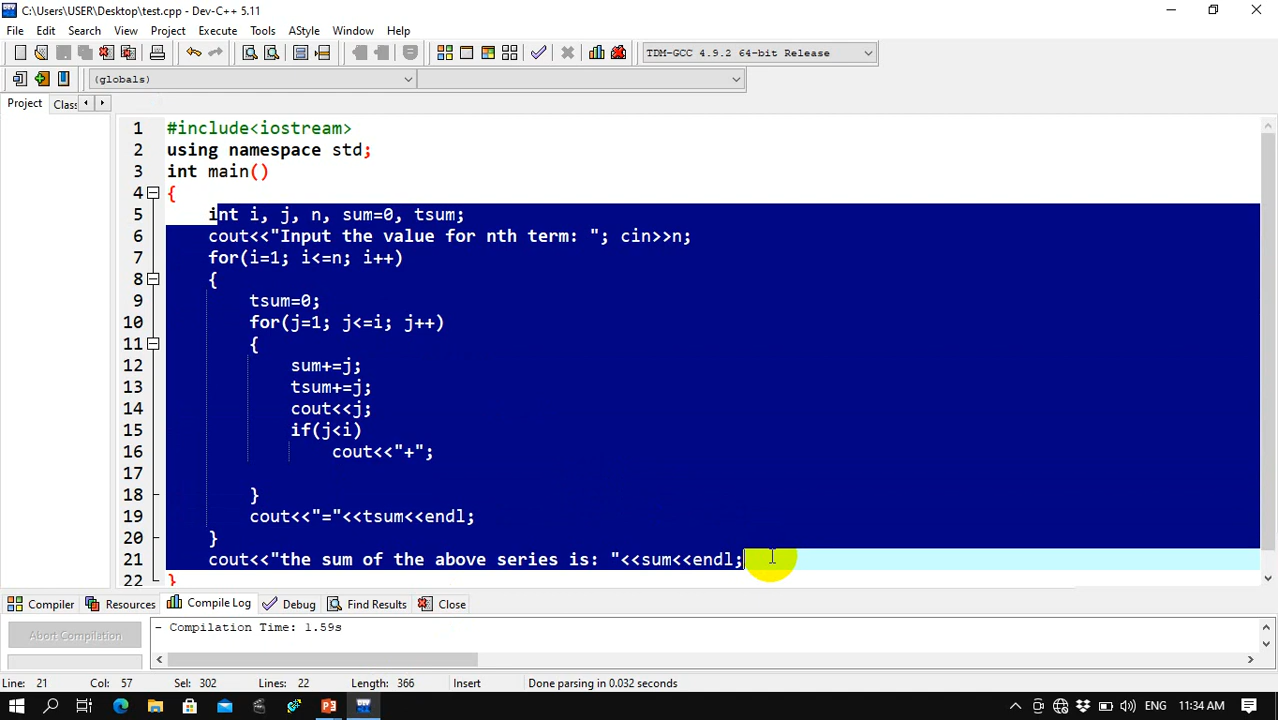 C:\Users\USER\Desktop\test.cpp - Dev-C++ 5.11
File Edit Search View Project Execute Tools AStyle Window Help
TDM-GCC 4.9.2 64-bit Release
(globals)
Project Clas
1 #include<iostream>
2 using namespace std;
3 int main()
4 {
5 int i, j, n, sum=0, tsum;
6 cout<<"Input the value for nth term: "; cin>>n;
7 for(i=1; i<=n; i++)
8 {
9 tsum=0;
10 for(j=1; j<=i; j++)
11 {
12 sum+=j;
13 tsum+=j;
14 cout<<j;
15 if(j<i)
16 cout<<"+";
17
18 }
19 cout<<"="<<tsum<<endl;
20 }
21 cout<<"the sum of the above series is: "<<sum<<endl;
22 }
Compiler Resources Compile Log Debug Find Results Close
Abort Compilation
- Compilation Time: 1.59s
Line: 21 Col: 57 Sel: 302 Lines: 22 Length: 366 Insert Done parsing in 0.032 seconds
ENG 11:34 AM